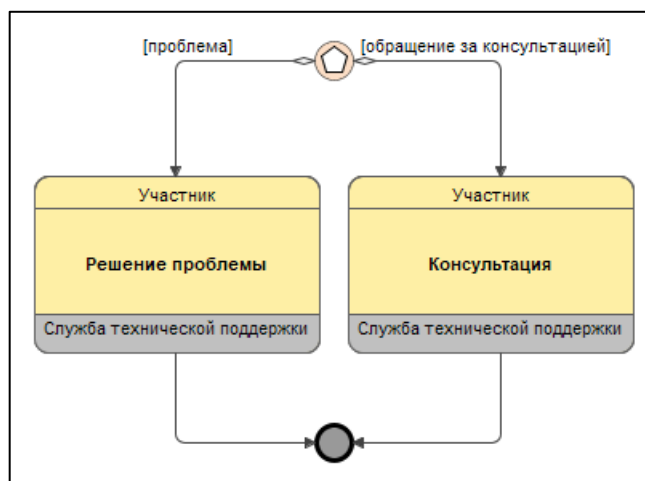 [проблема]
[обращение за консультацией]
Участник
Решение проблемы
Служба технической поддержки
Участник
Консультация
Служба технической поддержки